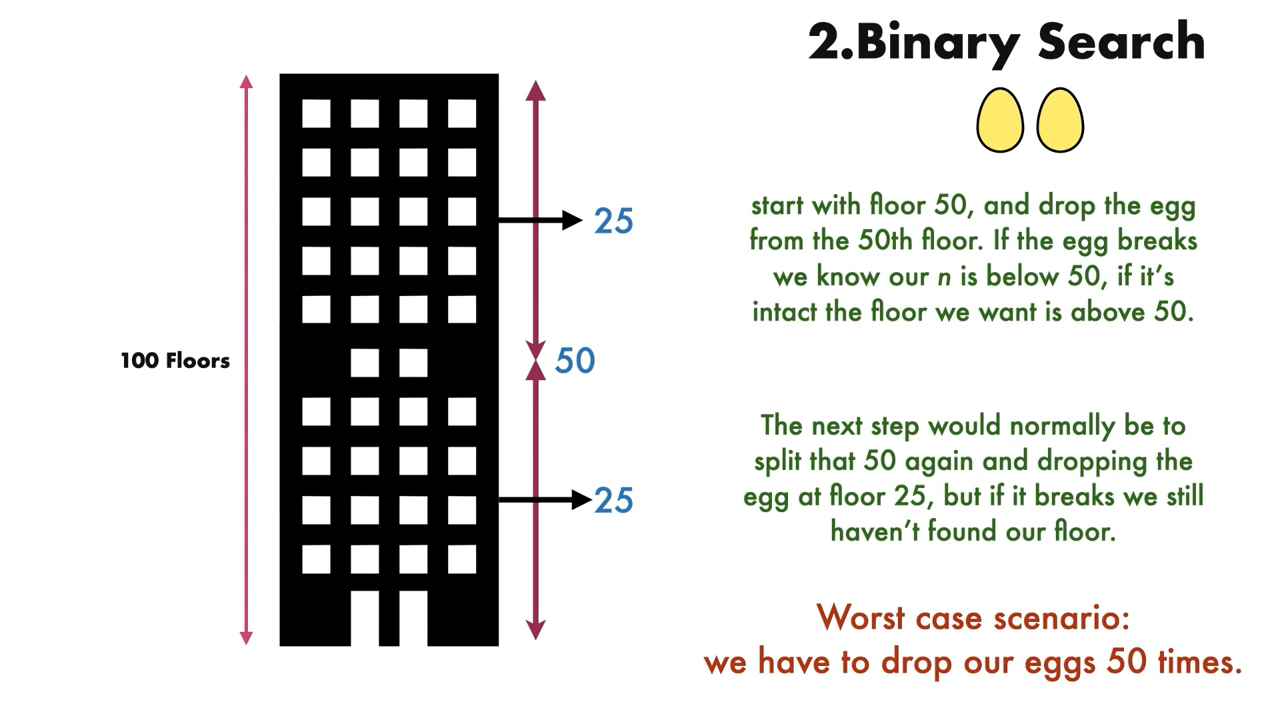 2.Binary Search
25
100 Floors
50
25
start with floor 50, and drop the egg
from the 50th floor. If the egg breaks
we know our n is below 50, if it's
intact the floor we want is above 50.
The next step would normally be to
split that 50 again and dropping the
egg at floor 25, but if it breaks we still
haven't found our floor.
Worst case scenario:
we have to drop our eggs 50 times.